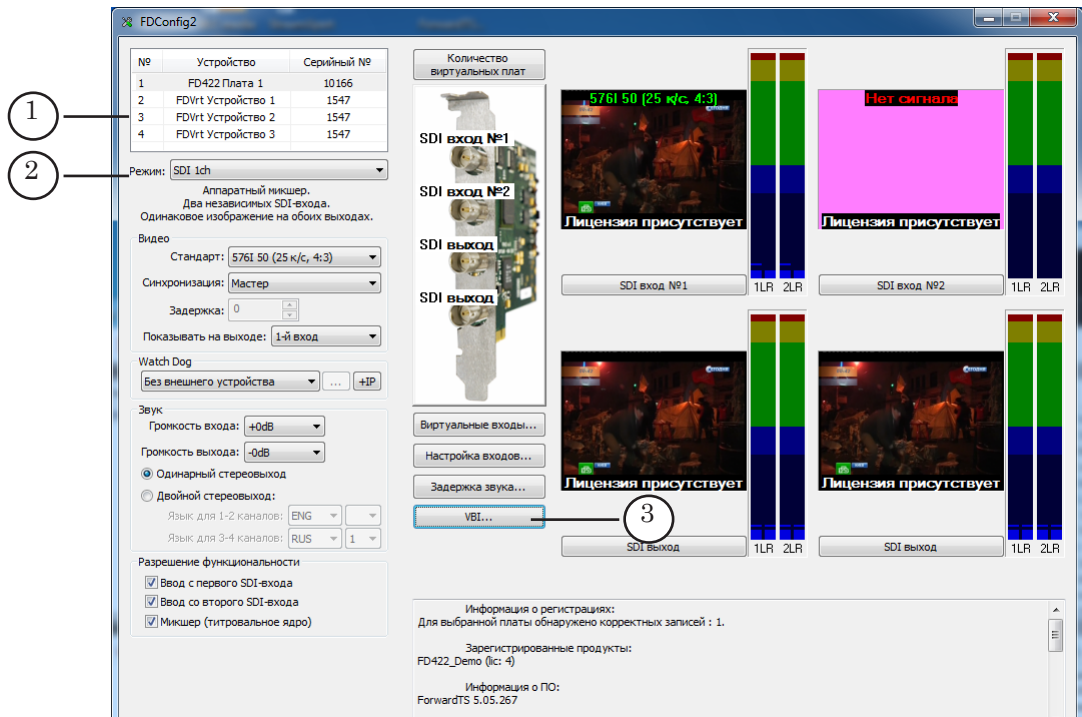 FDConfig2
№ Устройство Серийный №
1 FD422 Плата 1 10166
2 FDVrt Устройство 1 1547
3 FDVrt Устройство 2 1547
4 FDVrt Устройство 3 1547
1
2
Режим: SDI 1ch
Аппаратный микшер.
Два независимых SDI-входа.
Одинаковое изображение на обоих выходах.
Видео
Стандарт: 576I 50 (25 к/с, 4:3)
Синхронизация: Мастер
Задержка: 0
Показывать на выходе: 1-й вход
Watch Dog
Без внешнего устройства ... +IP
Звук
Громкость входа: +0dB
Громкость выхода: -0dB
Одинарный стереовыход
Двойной стереовыход:
Язык для 1-2 каналов: ENG
Язык для 3-4 каналов: RUS 1
Разрешение функциональности
Ввод с первого SDI-входа
Ввод со второго SDI-входа
Микшер (титровальное ядро)
Количество
виртуальных плат
SDI вход №1
SDI вход №2
SDI выход
SDI выход
Виртуальные входы...
Настройка входов...
Задержка звука...
VBI...
3
576I 50 (25 к/с, 4:3)
Лицензия присутствует
SDI вход №1
1LR 2LR
Нет сигнала
Лицензия присутствует
SDI вход №2
1LR 2LR
Лицензия присутствует
SDI выход
1LR 2LR
Лицензия присутствует
SDI выход
1LR 2LR
Информация о регистрациях:
Для выбранной платы обнаружено корректных записей : 1.
Зарегистрированные продукты:
FD422_Demo (lic: 4)
Информация о ПО:
ForwardTS 5.05.267